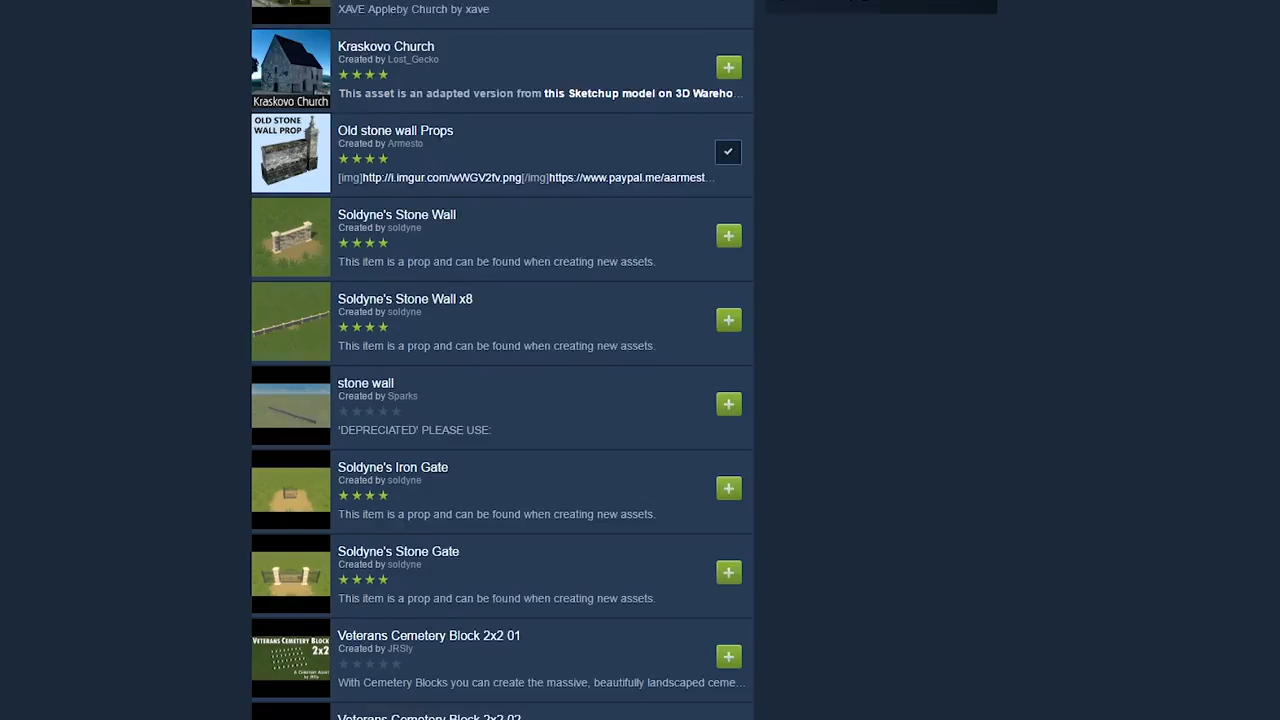 XAVE Appleby Church by xave
Kraskovo Church
Created by Lost_Gecko
Kraskovo Church
This asset is an adapted version from this Sketchup model on 3D Wareho...
OLD STONE
WALL PROP
Old stone wall Props
Created by Armesto
[img]http://i.imgur.com/wWGV2fv.png[/img]https://www.paypal.me/aarmest...
Soldyne's Stone Wall
Created by soldyne
This item is a prop and can be found when creating new assets.
Soldyne's Stone Wall x8
Created by soldyne
This item is a prop and can be found when creating new assets.
stone wall
Created by Sparks
'DEPRECIATED' PLEASE USE:
Soldyne's Iron Gate
Created by soldyne
This item is a prop and can be found when creating new assets.
Soldyne's Stone Gate
Created by soldyne
This item is a prop and can be found when creating new assets.
VETERANS CEMETERY BLOCK
2x2
A CEMETERY ASSET
by JRSly
Veterans Cemetery Block 2x2 01
Created by JRSly
With Cemetery Blocks you can create the massive, beautifully landscaped ceme...
Veterans Cemetery Block 2x2 02